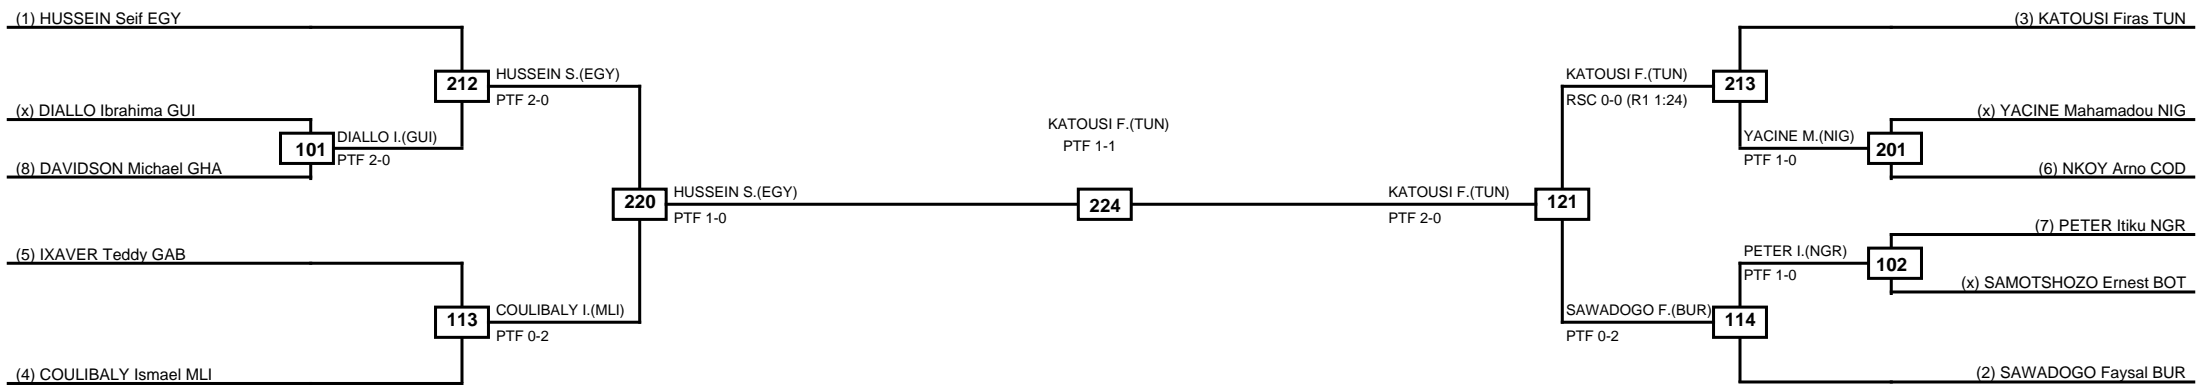 (1) HUSSEIN Seif EGY
(3) KATOUSI Firas TUN
212
HUSSEIN S.(EGY)
PTF 2-0
KATOUSI F.(TUN)
RSC 0-0 (R1 1:24)
213
(x) DIALLO Ibrahima GUI
(x) YACINE Mahamadou NIG
KATOUSI F.(TUN)
PTF 1-1
101
DIALLO I.(GUI)
PTF 2-0
YACINE M.(NIG)
PTF 1-0
201
(8) DAVIDSON Michael GHA
(6) NKOY Arno COD
220
HUSSEIN S.(EGY)
PTF 1-0
224
KATOUSI F.(TUN)
PTF 2-0
121
(7) PETER Itiku NGR
(5) IXAVER Teddy GAB
PETER I.(NGR)
PTF 1-0
102
(x) SAMOTSHOZO Ernest BOT
113
COULIBALY I.(MLI)
PTF 0-2
SAWADOGO F.(BUR)
PTF 0-2
114
(4) COULIBALY Ismael MLI
(2) SAWADOGO Faysal BUR